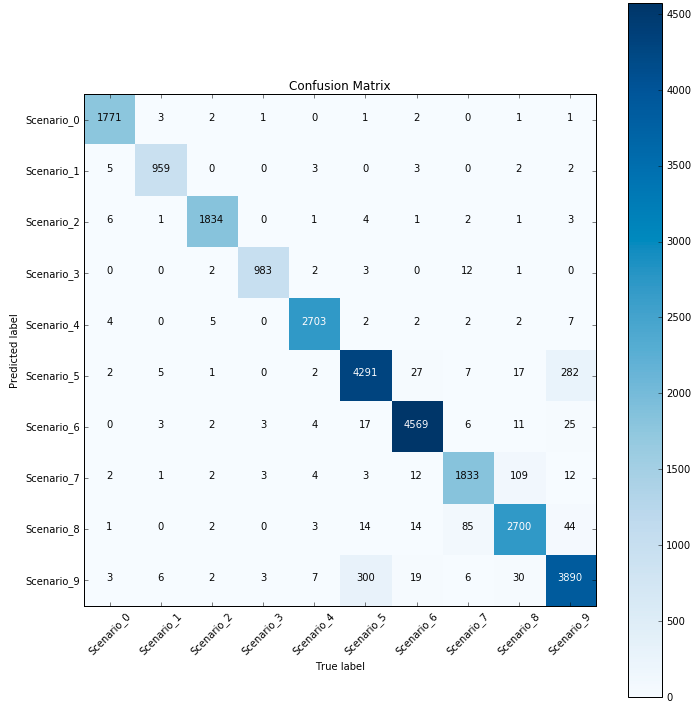 Confusion Matrix
Scenario_0 1771 3 2 1 0 1 2 0 1 1
Scenario_1 5 959 0 0 3 0 3 0 2 2
Scenario_2 6 1 1834 0 1 4 1 2 1 3
Scenario_3 0 0 2 983 2 3 0 12 1 0
Scenario_4 4 0 5 0 2703 2 2 2 2 7
Scenario_5 2 5 1 0 2 4291 27 7 17 282
Scenario_6 0 3 2 3 4 17 4569 6 11 25
Scenario_7 2 1 2 3 4 3 12 1833 109 12
Scenario_8 1 0 2 0 3 14 14 85 2700 44
Scenario_9 3 6 2 3 7 300 19 6 30 3890
Predicted label
Scenario_0 Scenario_1 Scenario_2 Scenario_3 Scenario_4 Scenario_5 Scenario_6 Scenario_7 Scenario_8 Scenario_9
True label
4500
4000
3500
3000
2500
2000
1500
1000
500
0